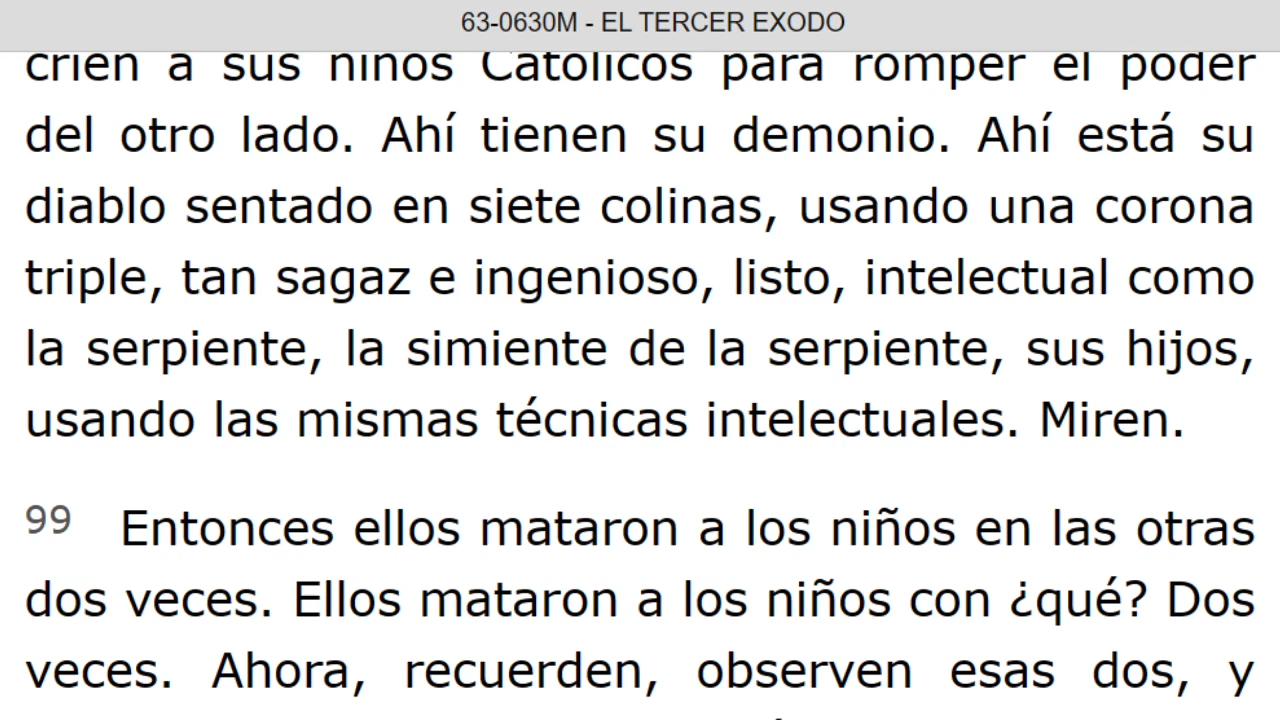 63-0630M - EL TERCER EXODO
críen a sus niños Católicos para romper el poder
del otro lado. Ahí tienen su demonio. Ahí está su
diablo sentado en siete colinas, usando una corona
triple, tan sagaz e ingenioso, listo, intelectual como
la serpiente, la simiente de la serpiente, sus hijos,
usando las mismas técnicas intelectuales. Miren.
99 Entonces ellos mataron a los niños en las otras
dos veces. Ellos mataron a los niños con ¿qué? Dos
veces. Ahora, recuerden, observen esas dos, y